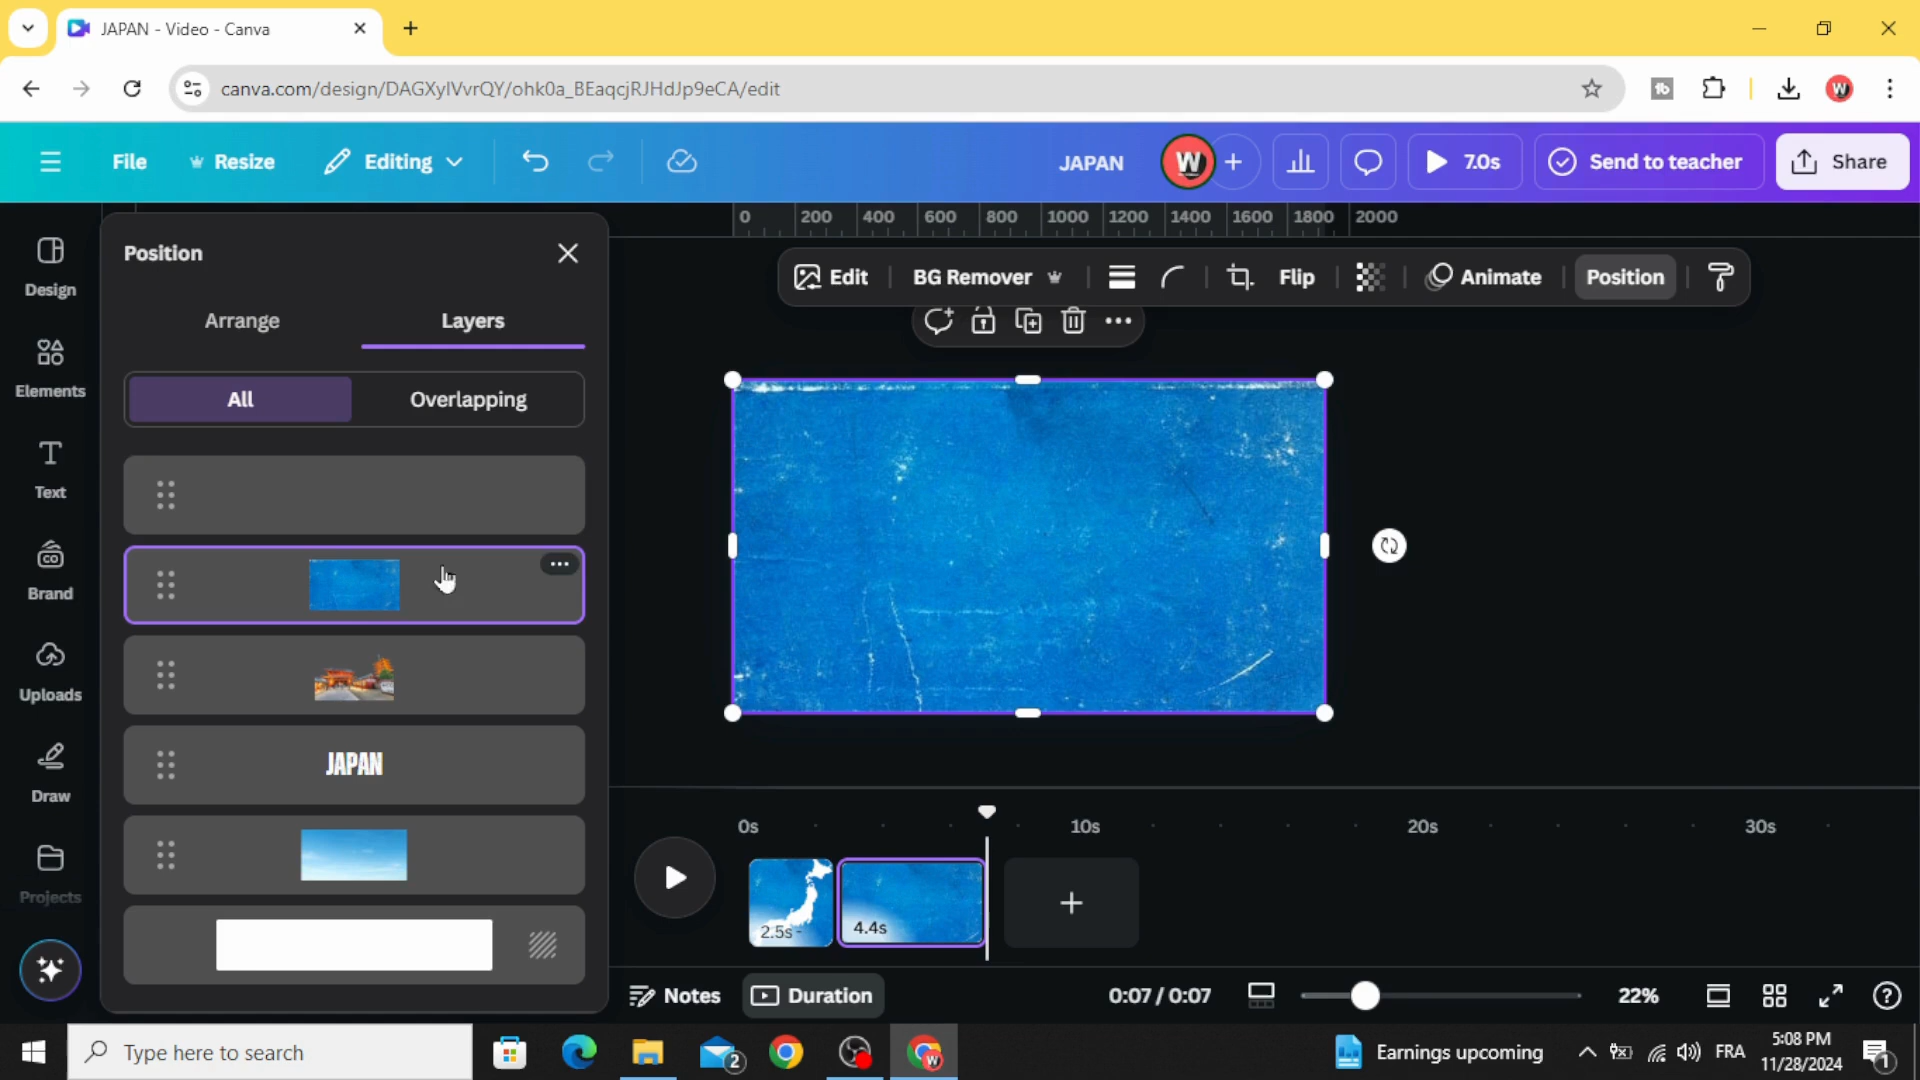 JAPAN - Video - Canva
canva.com/design/DAGXylVvrQY/ohk0a_BEaqcjRJHdJp9eCA/edit
File
Resize
Editing
JAPAN
W
7.0s
Send to teacher
Share
Design
Elements
Text
Brand
Uploads
Draw
Projects
Position
Arrange
Layers
All
Overlapping
JAPAN
0 200 400 600 800 1000 1200 1400 1600 1800 2000
Edit
BG Remover
Flip
Animate
Position
0s 10s 20s 30s
2.5s
4.4s
Notes
Duration
0:07 / 0:07
22%
Type here to search
2
Earnings upcoming
FRA
5:08 PM
11/28/2024
1